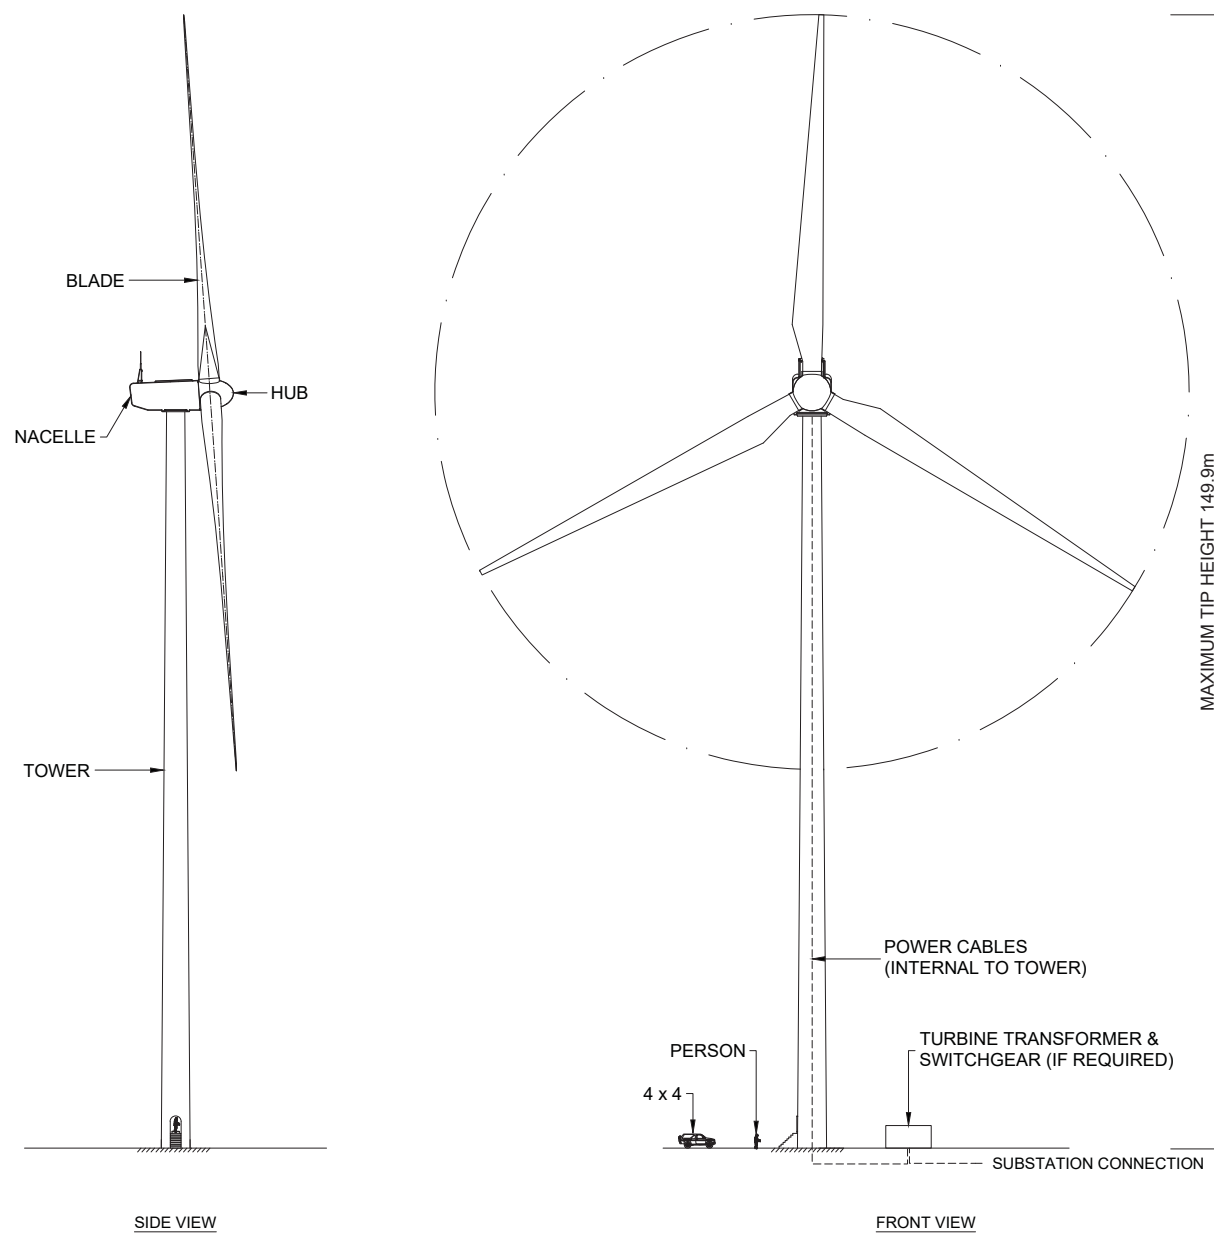 BLADE
HUB
NACELLE
MAXIMUM TIP HEIGHT 149.9m
TOWER
POWER CABLES
(INTERNAL TO TOWER)
PERSON
TURBINE TRANSFORMER &
SWITCHGEAR (IF REQUIRED)
4 x 4
SUBSTATION CONNECTION
SIDE VIEW
FRONT VIEW